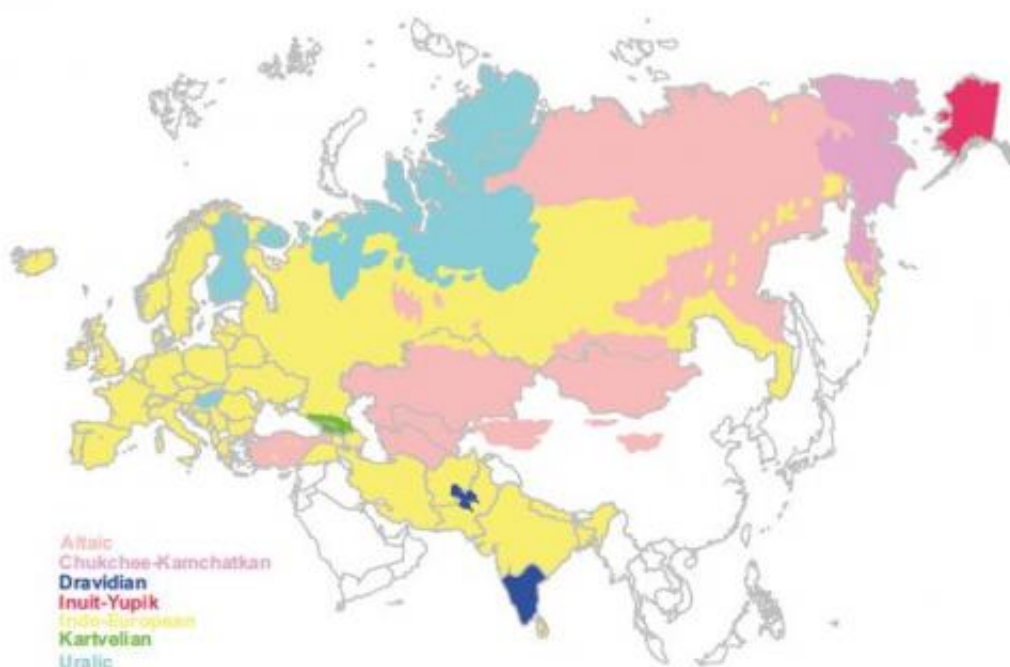 Altaic
Chukchee-Kamchatkan
Dravidian
Inuit-Yupik
Indo-European
Kartvelian
Uralic